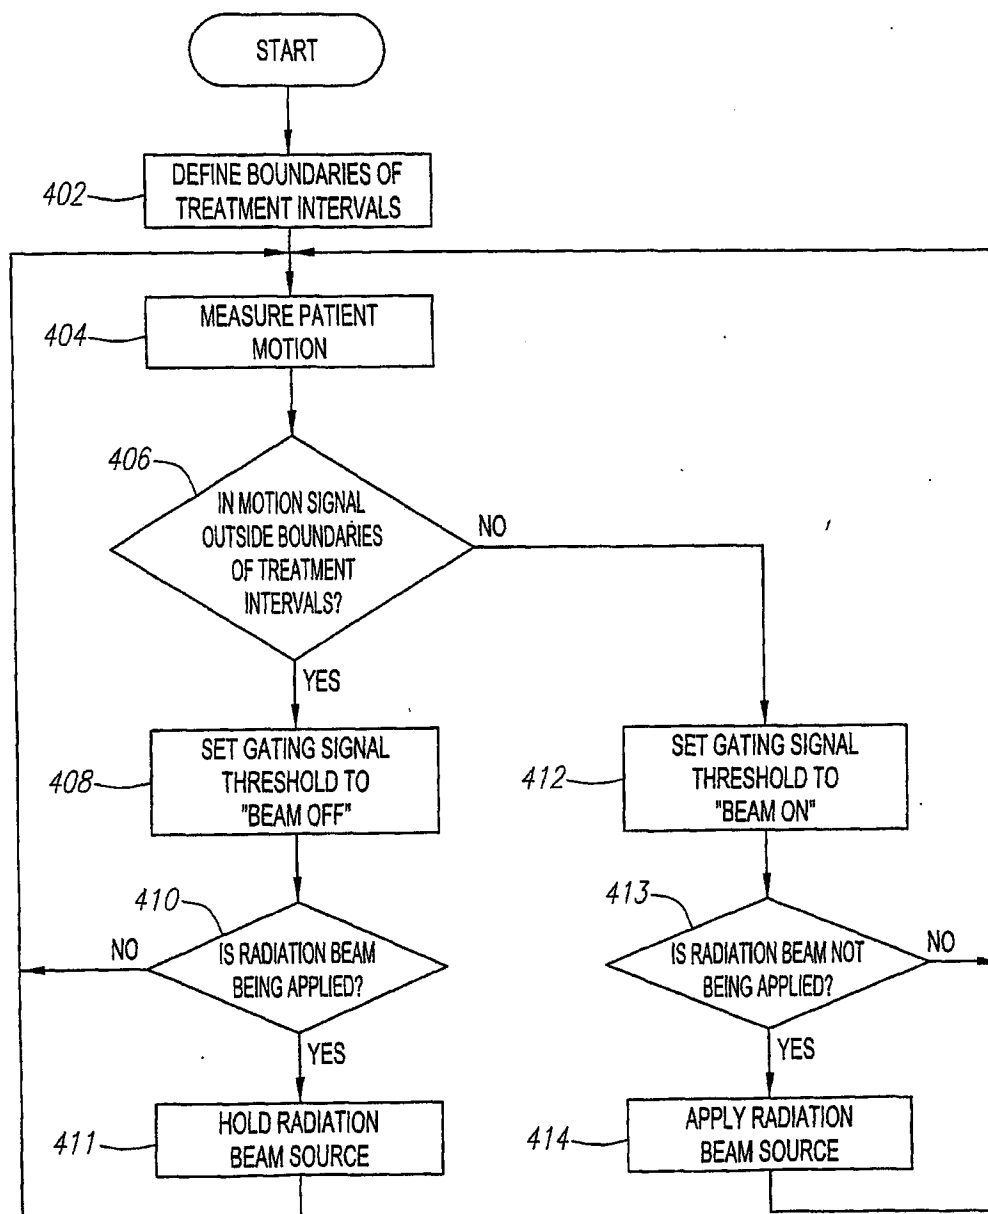 START
402
DEFINE BOUNDARIES OF
TREATMENT INTERVALS
404
MEASURE PATIENT
MOTION
406
IN MOTION SIGNAL
OUTSIDE BOUNDARIES
OF TREATMENT
INTERVALS?
NO
YES
408
SET GATING SIGNAL
THRESHOLD TO
"BEAM OFF"
412
SET GATING SIGNAL
THRESHOLD TO
"BEAM ON"
410
NO
IS RADIATION BEAM
BEING APPLIED?
YES
413
IS RADIATION BEAM NOT
BEING APPLIED?
NO
YES
411
HOLD RADIATION
BEAM SOURCE
414
APPLY RADIATION
BEAM SOURCE